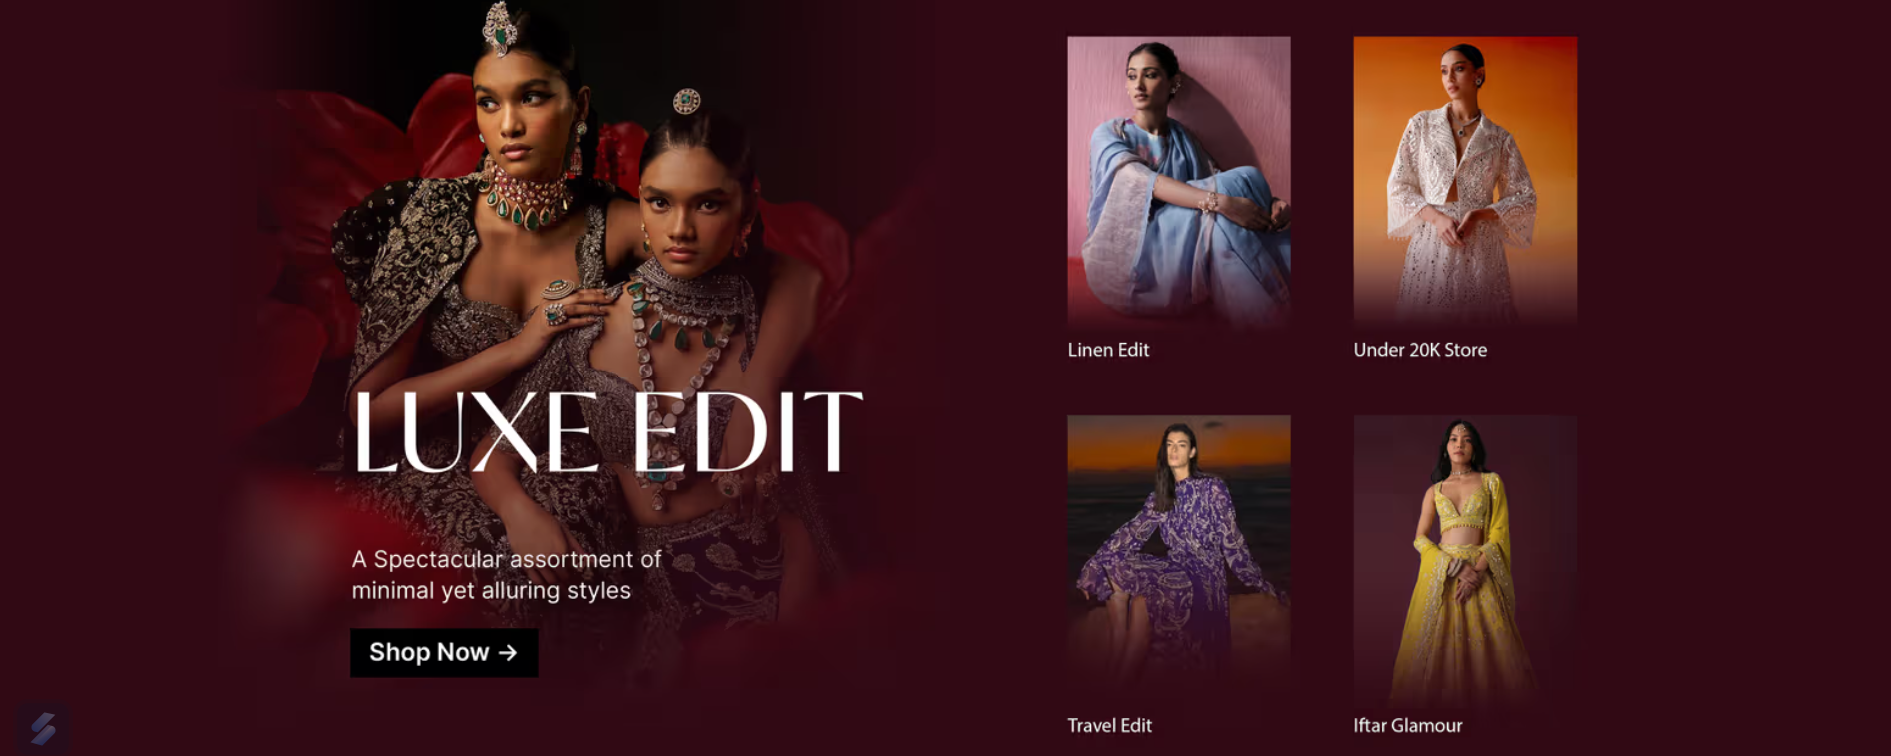 LUXE EDIT
A Spectacular assortment of
minimal yet alluring styles
Shop Now →
Linen Edit
Under 20K Store
Travel Edit
Iftar Glamour